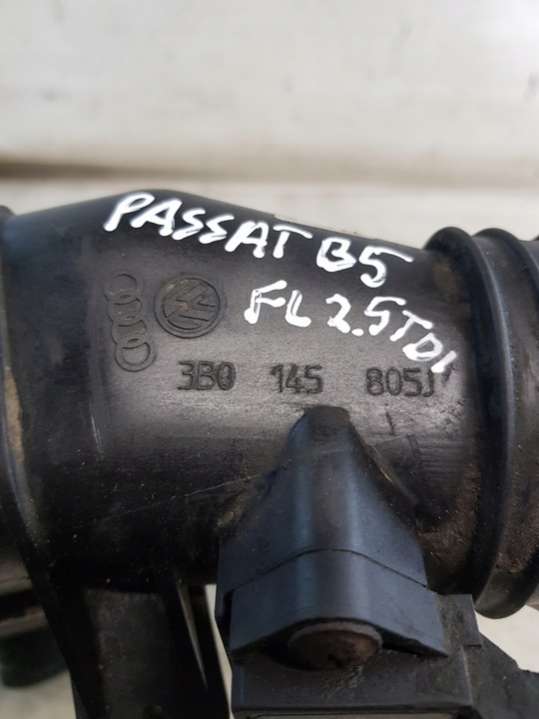 PASSAT B5
FL 2.5TDI
3B0 145 805J